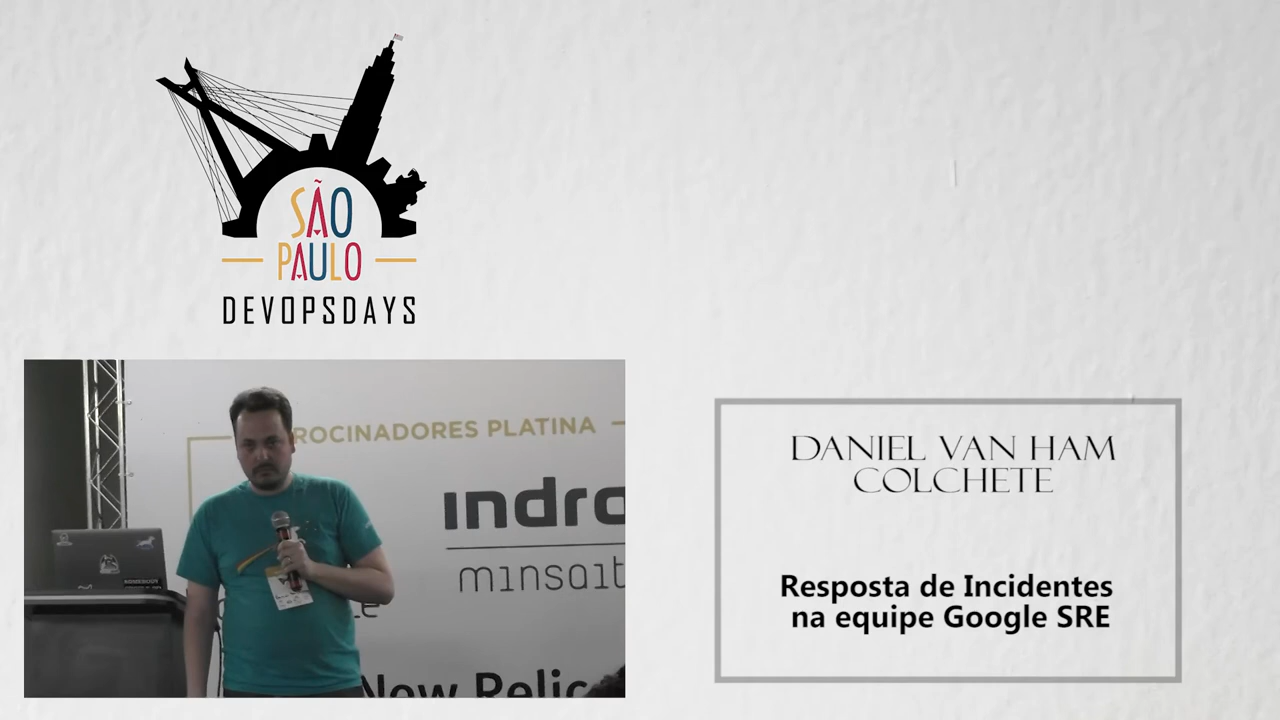 SÃO
PAULO
DEVOPSDAYS
ROCINADORES PLATINA
indra
minsait
New Relic
DANIEL VAN HAM
COLCHETE
Resposta de Incidentes
na equipe Google SRE